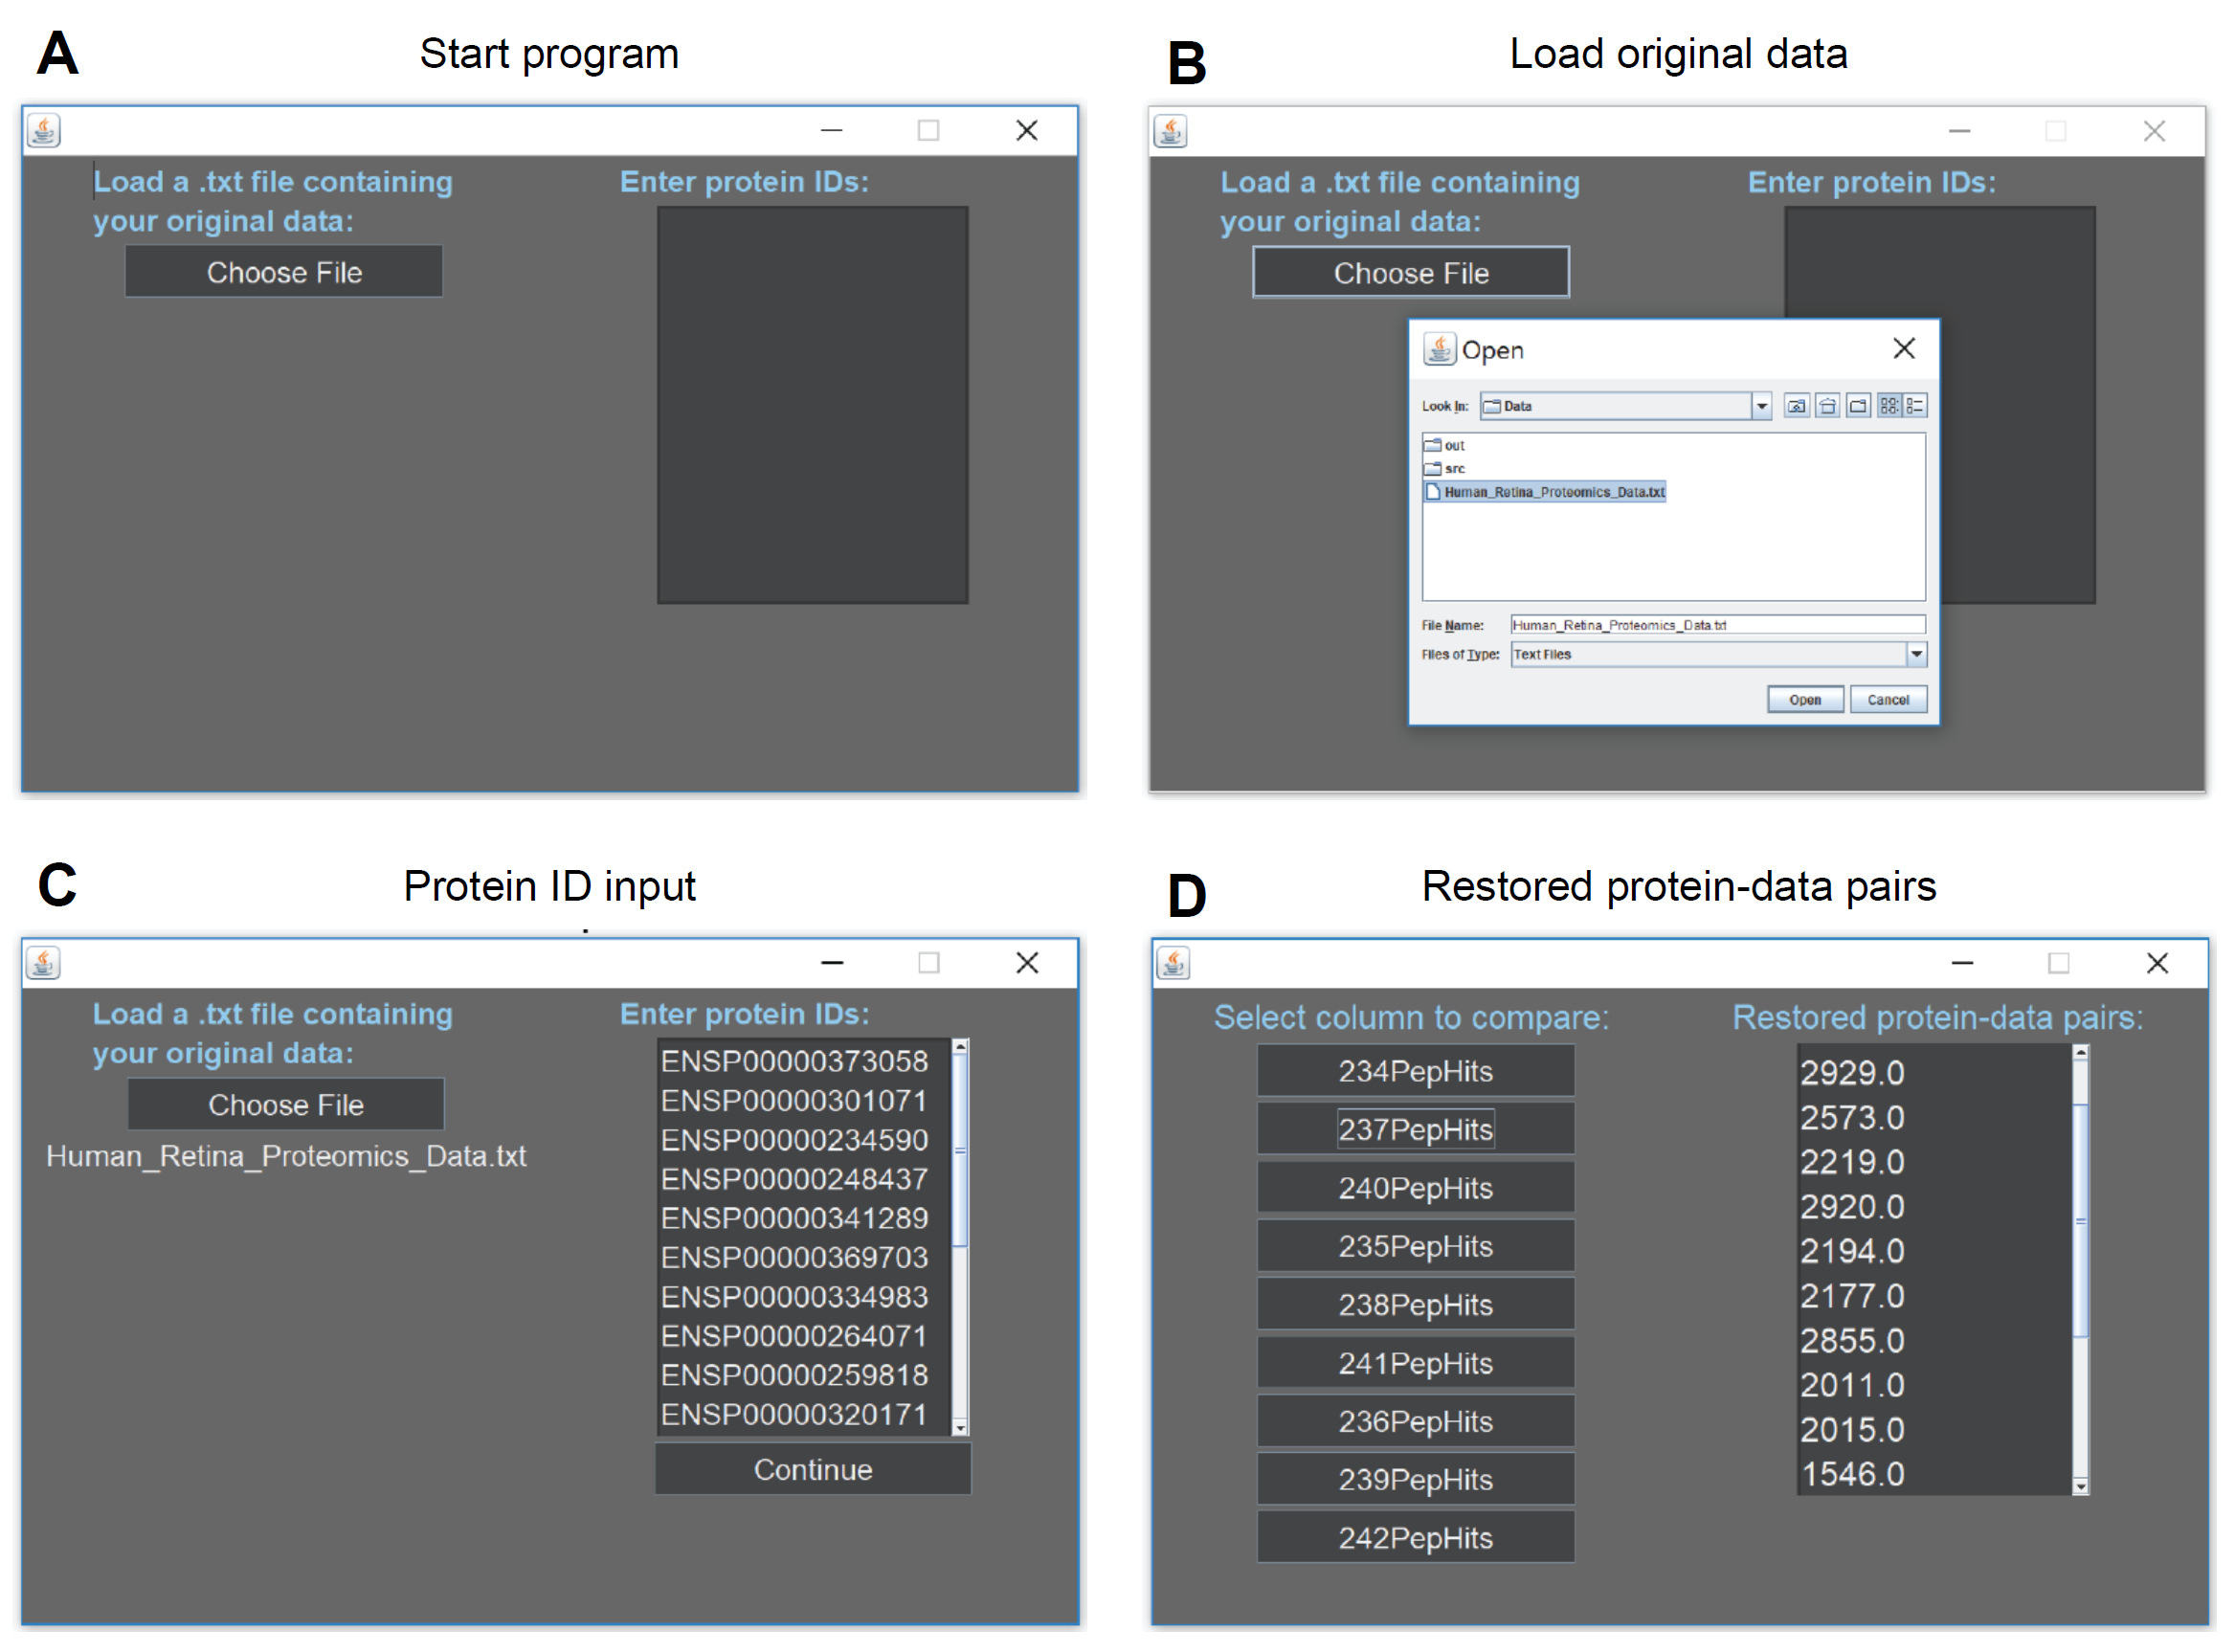 A
Start program
Load a .txt file containing
your original data:
Choose File
Enter protein IDs:
B
Load original data
Load a .txt file containing
your original data:
Choose File
Enter protein IDs:
Open
Look In:
Data
out
src
Human_Retina_Proteomics_Data.txt
File Name:
Human_Retina_Proteomics_Data.txt
Files of Type:
Text Files
Open
Cancel
C
Protein ID input
Load a .txt file containing
your original data:
Choose File
Human_Retina_Proteomics_Data.txt
Enter protein IDs:
ENSP00000373058
ENSP00000301071
ENSP00000234590
ENSP00000248437
ENSP00000341289
ENSP00000369703
ENSP00000334983
ENSP00000264071
ENSP00000259818
ENSP00000320171
Continue
D
Restored protein-data pairs
Select column to compare:
234PepHits
237PepHits
240PepHits
235PepHits
238PepHits
241PepHits
236PepHits
239PepHits
242PepHits
Restored protein-data pairs:
2929.0
2573.0
2219.0
2920.0
2194.0
2177.0
2855.0
2011.0
2015.0
1546.0